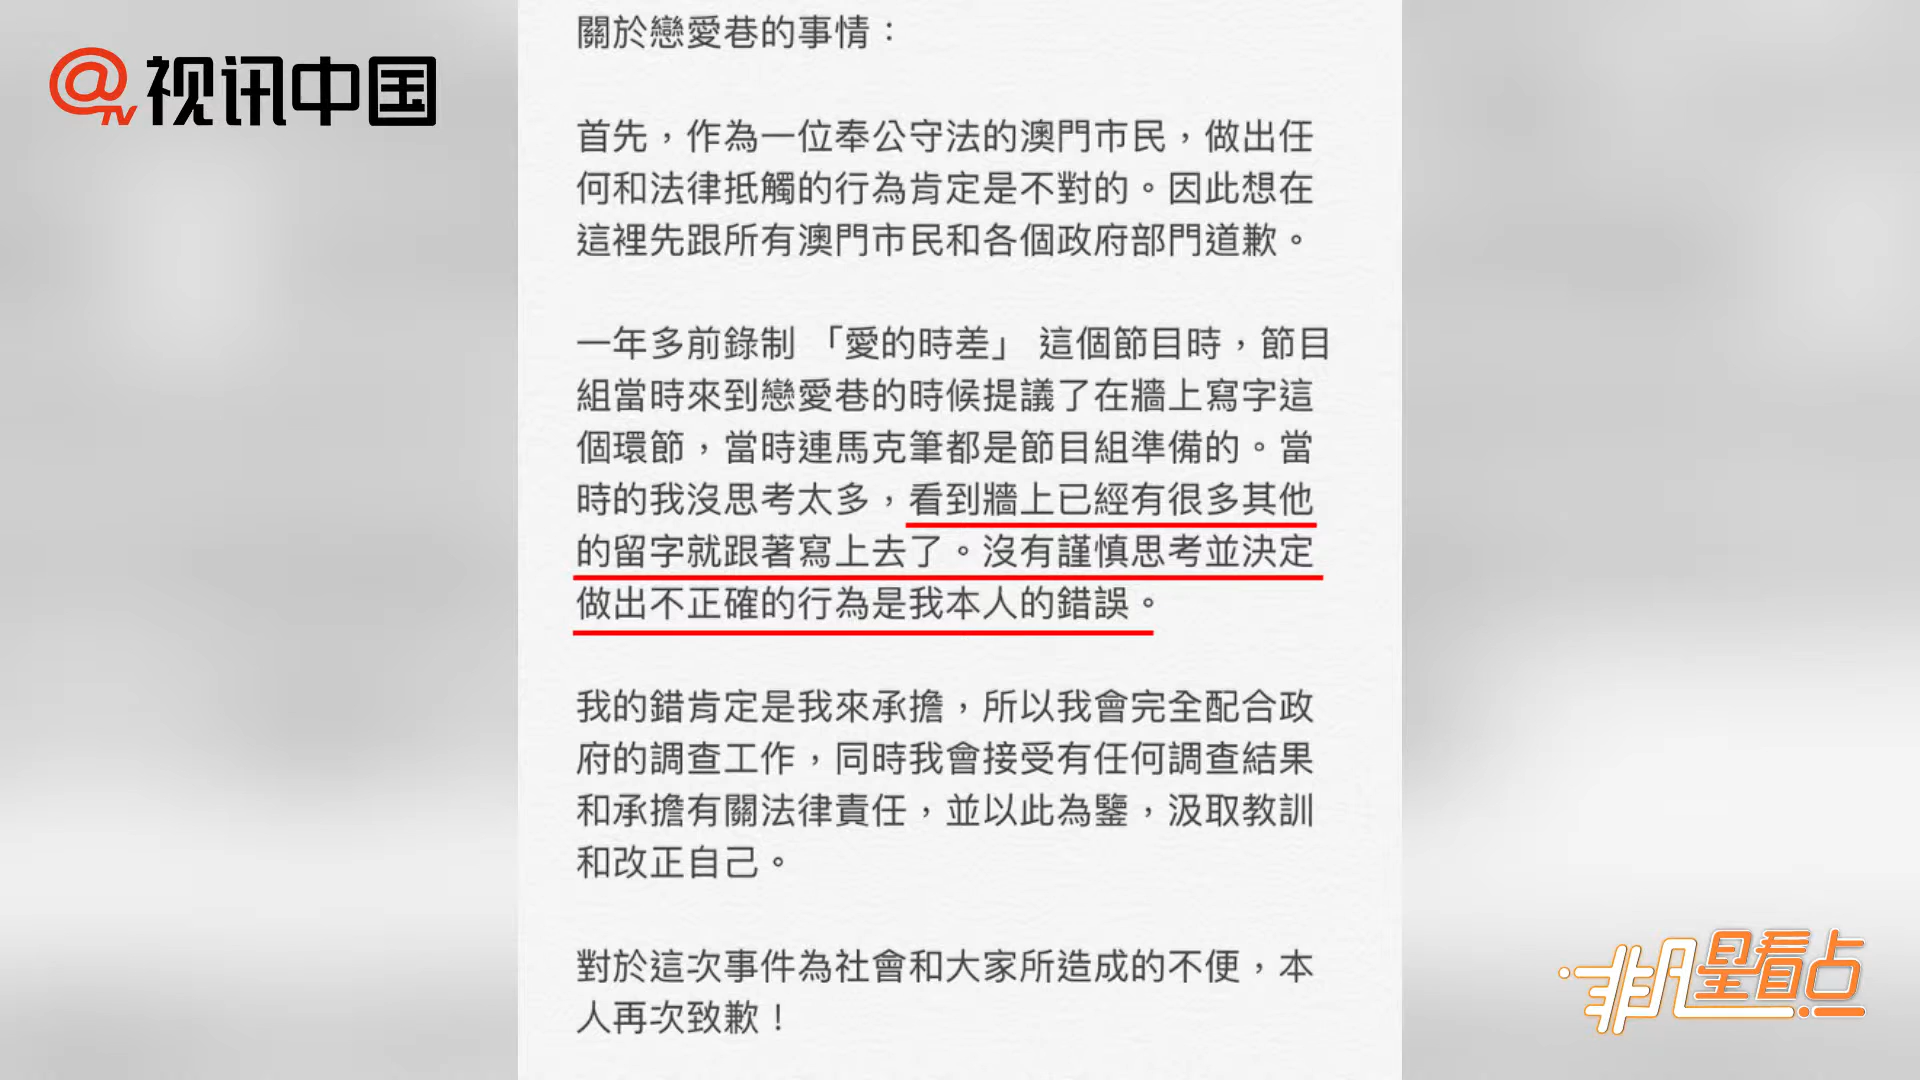 @TV 视讯中国
關於戀愛巷的事情：
首先，作為一位奉公守法的澳門市民，做出任
何和法律抵觸的行為肯定是不對的。因此想在
這裡先跟所有澳門市民和各個政府部門道歉。
一年多前錄制 「愛的時差」 這個節目時，節目
組當時來到戀愛巷的時候提議了在牆上寫字這
個環節，當時連馬克筆都是節目組準備的。當
時的我沒思考太多，看到牆上已經有很多其他
的留字就跟著寫上去了。沒有謹慎思考並決定
做出不正確的行為是我本人的錯誤。
我的錯肯定是我來承擔，所以我會完全配合政
府的調查工作，同時我會接受有任何調查結果
和承擔有關法律責任，並以此為鑒，汲取教訓
和改正自己。
對於這次事件為社會和大家所造成的不便，本
人再次致歉！
非凡星看点